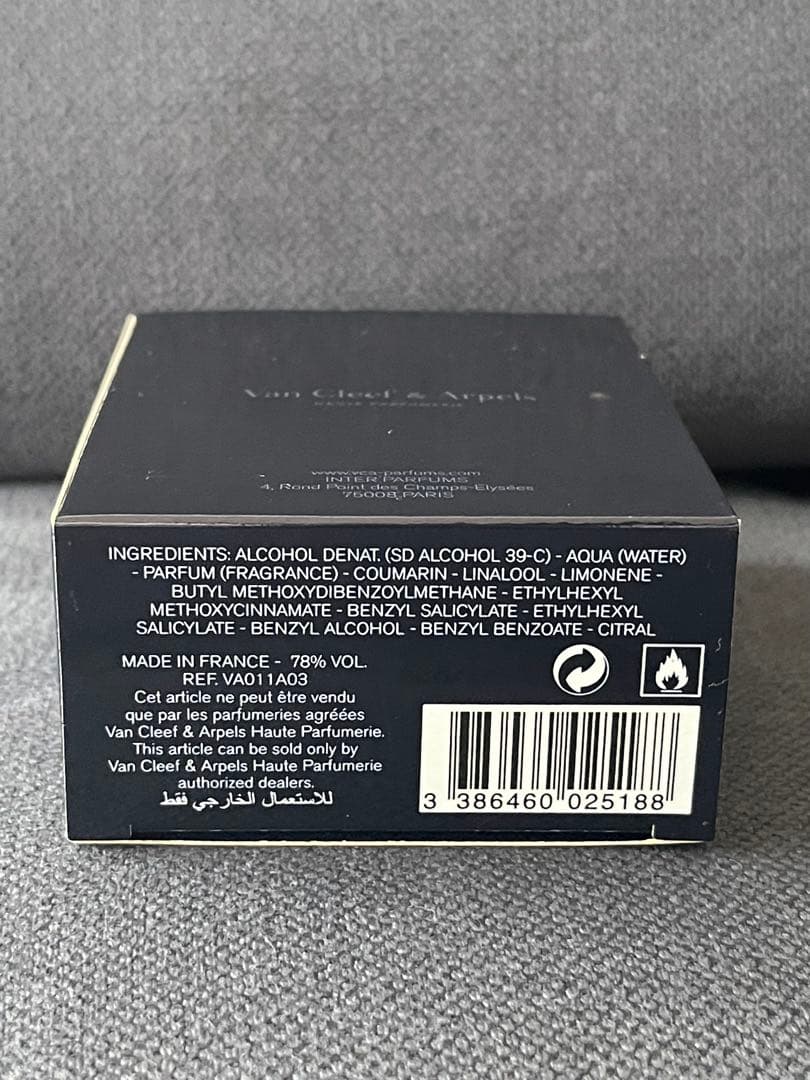 Van Cleef & Arpels
HAUTE PARFUMERIE
www.vca-parfums.com
INTER PARFUMS
4, Rond Point des Champs-Elysées
75008 PARIS
INGREDIENTS: ALCOHOL DENAT. (SD ALCOHOL 39-C) - AQUA (WATER)
- PARFUM (FRAGRANCE) - COUMARIN - LINALOOL - LIMONENE -
BUTYL METHOXYDIBENZOYLMETHANE - ETHYLHEXYL
METHOXYCINNAMATE - BENZYL SALICYLATE - ETHYLHEXYL
SALICYLATE - BENZYL ALCOHOL - BENZYL BENZOATE - CITRAL
MADE IN FRANCE - 78% VOL.
REF. VA011A03
Cet article ne peut être vendu
que par les parfumeries agréées
Van Cleef & Arpels Haute Parfumerie.
This article can be sold only by
Van Cleef & Arpels Haute Parfumerie
authorized dealers.
للاستعمال الخارجي فقط
3 386460 025188